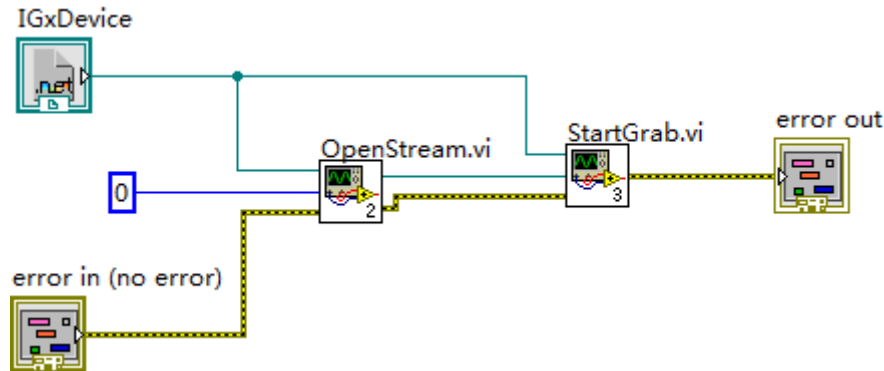 IGxDevice
.net
OpenStream.vi
StartGrab.vi
error out
0
2
3
error in (no error)